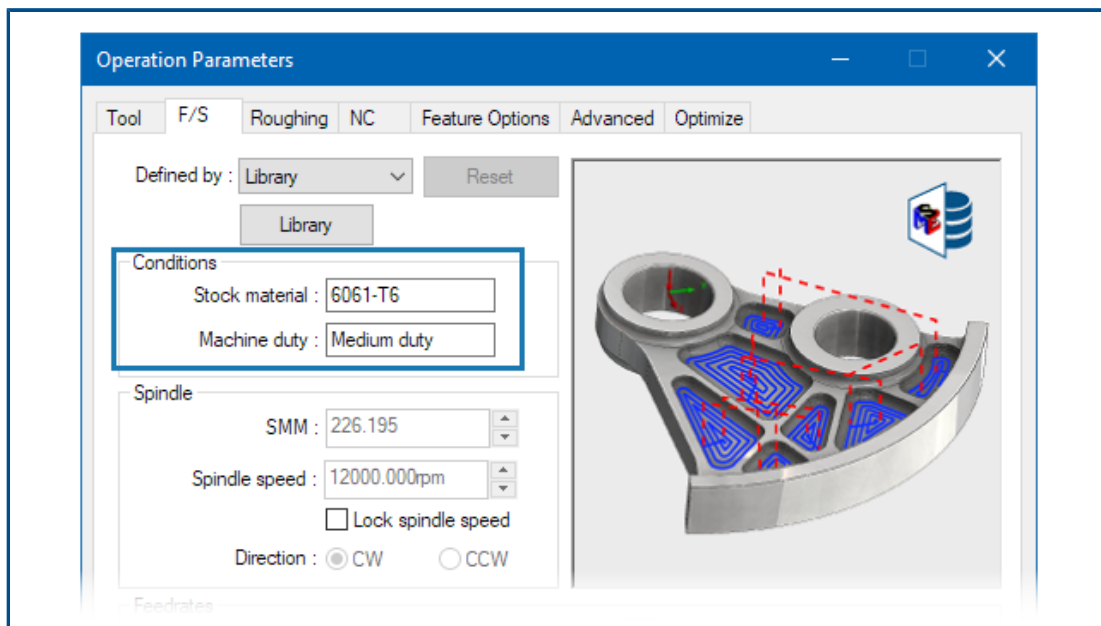 Operation Parameters
Tool F/S Roughing NC Feature Options Advanced Optimize
Defined by : Library Reset
Library
Conditions
Stock material : 6061-T6
Machine duty : Medium duty
Spindle
SMM : 226.195
Spindle speed : 12000.000rpm
Lock spindle speed
Direction : CW CCW
Feedrates